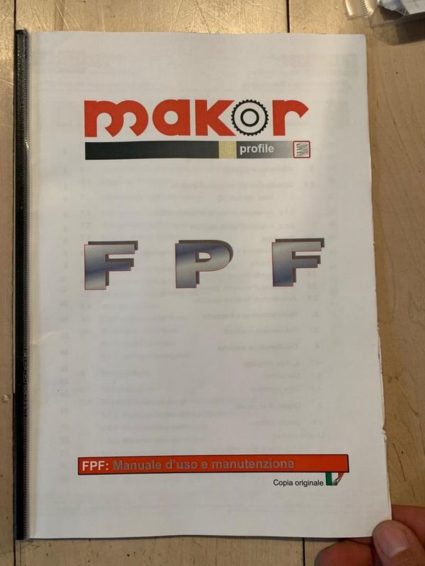 makor
profile
F P F
FPF: Manuale d'uso e manutenzione
Copia originale